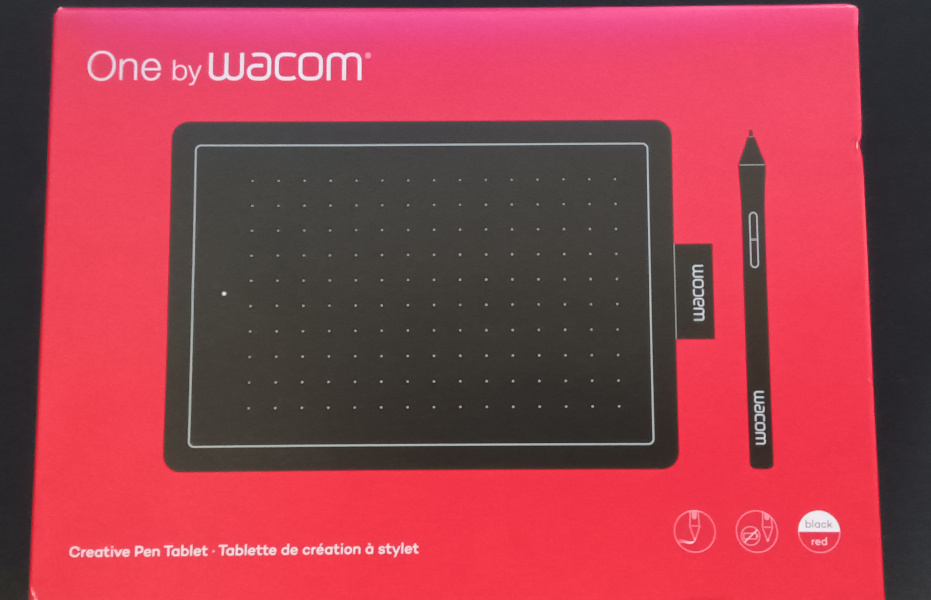 One by wacom®
wacom
wacom
Creative Pen Tablet · Tablette de création à stylet
black
red